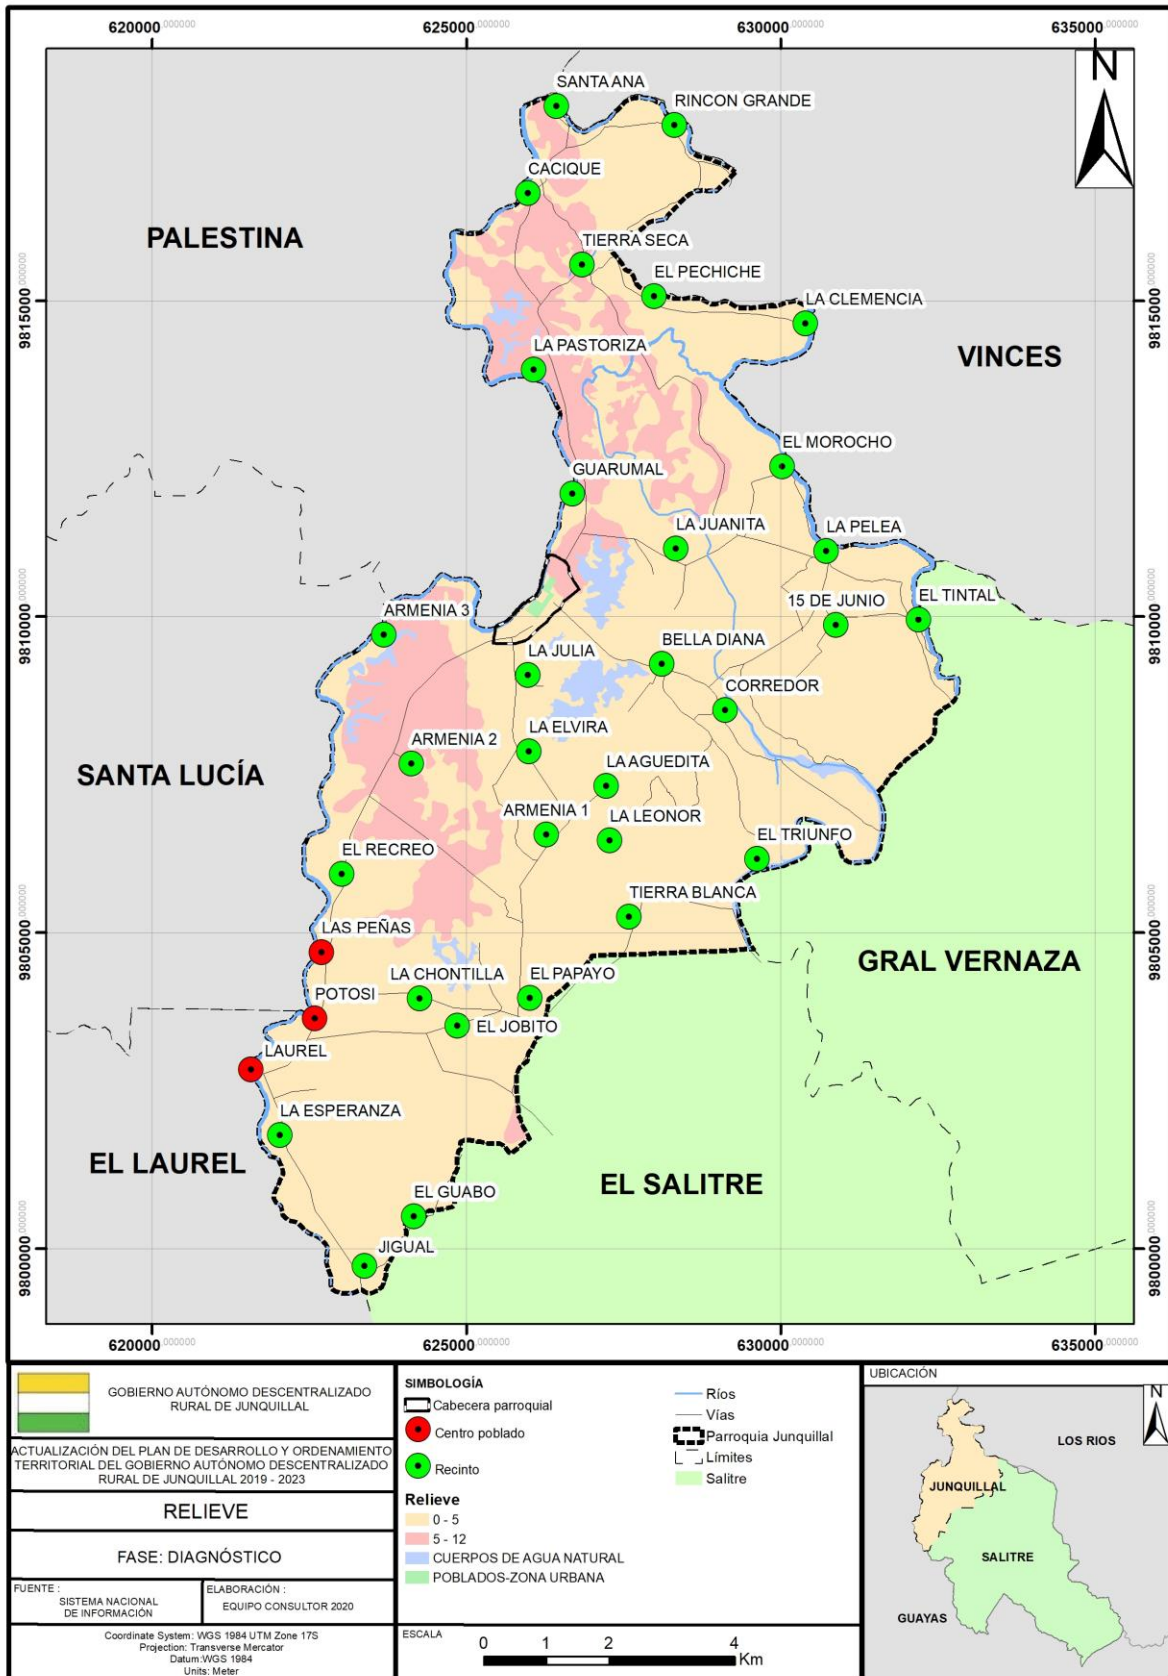 620000.000000 625000.000000 630000.000000 635000.000000
N
SANTA ANA
RINCON GRANDE
CACIQUE
PALESTINA
TIERRA SECA
EL PECHICHE
LA CLEMENCIA
9815000.000000
9815000.000000
LA PASTORIZA
VINCES
EL MOROCHO
GUARUMAL
LA JUANITA
LA PELEA
9810000.000000
9810000.000000
ARMENIA 3
15 DE JUNIO
EL TINTAL
LA JULIA
BELLA DIANA
CORREDOR
ARMENIA 2
LA ELVIRA
SANTA LUCÍA
LA AGUEDITA
ARMENIA 1
LA LEONOR
EL TRIUNFO
EL RECREO
TIERRA BLANCA
LAS PEÑAS
9805000.000000
9805000.000000
GRAL VERNAZA
LA CHONTILLA
EL PAPAYO
POTOSI
EL JOBITO
LAUREL
LA ESPERANZA
EL LAUREL
EL SALITRE
EL GUABO
JIGUAL
9800000.000000
9800000.000000
620000.000000 625000.000000 630000.000000 635000.000000
GOBIERNO AUTÓNOMO DESCENTRALIZADO
RURAL DE JUNQUILLAL
ACTUALIZACIÓN DEL PLAN DE DESARROLLO Y ORDENAMIENTO
TERRITORIAL DEL GOBIERNO AUTÓNOMO DESCENTRALIZADO
RURAL DE JUNQUILLAL 2019 - 2023
RELIEVE
FASE: DIAGNÓSTICO
FUENTE :
SISTEMA NACIONAL
DE INFORMACIÓN
ELABORACIÓN :
EQUIPO CONSULTOR 2020
Coordinate System: WGS 1984 UTM Zone 17S
Projection: Transverse Mercator
Datum:WGS 1984
Units: Meter
SIMBOLOGÍA
Cabecera parroquial
Centro poblado
Recinto
Ríos
Vías
Parroquia Junquillal
Límites
Salitre
Relieve
0 - 5
5 - 12
CUERPOS DE AGUA NATURAL
POBLADOS-ZONA URBANA
ESCALA
0 1 2 4
Km
UBICACIÓN
N
LOS RIOS
JUNQUILLAL
SALITRE
GUAYAS